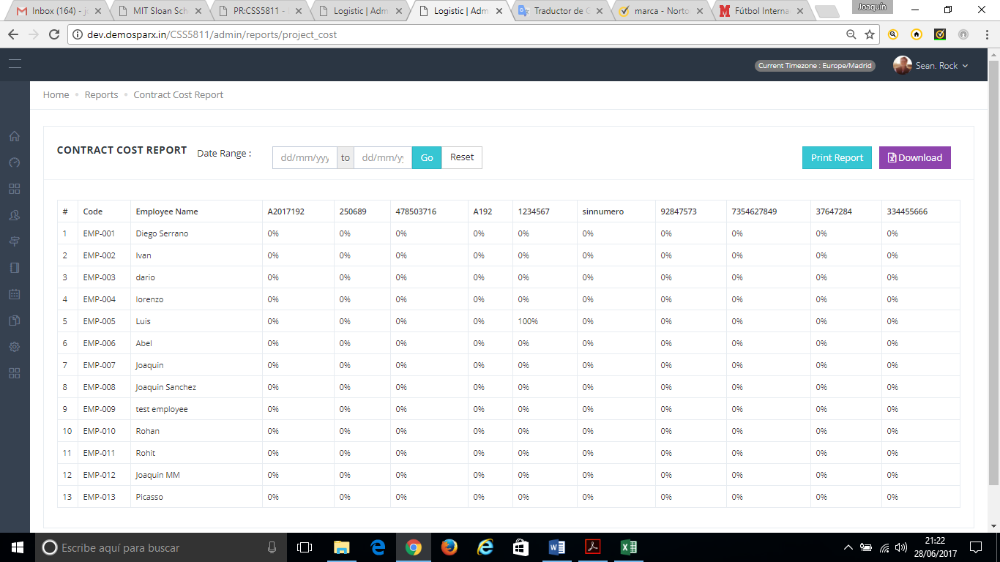 Joaquín
Inbox (164) - j
MIT Sloan Sch
PR:CSS5811 -
Logistic | Adm
Logistic | Adm
Traductor de G
marca - Norto
Fútbol Interna
dev.demosparx.in/CSS5811/admin/reports/project_cost
Current Timezone : Europe/Madrid
Sean. Rock
Home Reports Contract Cost Report
CONTRACT COST REPORT Date Range : dd/mm/yyy to dd/mm/yy Go Reset Print Report Download
# Code Employee Name A2017192 250689 478503716 A192 1234567 sinnumero 92847573 7354627849 37647284 334455666
1 EMP-001 Diego Serrano 0% 0% 0% 0% 0% 0% 0% 0% 0% 0%
2 EMP-002 Ivan 0% 0% 0% 0% 0% 0% 0% 0% 0% 0%
3 EMP-003 dario 0% 0% 0% 0% 0% 0% 0% 0% 0% 0%
4 EMP-004 lorenzo 0% 0% 0% 0% 0% 0% 0% 0% 0% 0%
5 EMP-005 Luis 0% 0% 0% 0% 100% 0% 0% 0% 0% 0%
6 EMP-006 Abel 0% 0% 0% 0% 0% 0% 0% 0% 0% 0%
7 EMP-007 Joaquin 0% 0% 0% 0% 0% 0% 0% 0% 0% 0%
8 EMP-008 Joaquin Sanchez 0% 0% 0% 0% 0% 0% 0% 0% 0% 0%
9 EMP-009 test employee 0% 0% 0% 0% 0% 0% 0% 0% 0% 0%
10 EMP-010 Rohan 0% 0% 0% 0% 0% 0% 0% 0% 0% 0%
11 EMP-011 Rohit 0% 0% 0% 0% 0% 0% 0% 0% 0% 0%
12 EMP-012 Joaquin MM 0% 0% 0% 0% 0% 0% 0% 0% 0% 0%
13 EMP-013 Picasso 0% 0% 0% 0% 0% 0% 0% 0% 0% 0%
Escribe aquí para buscar
21:22
28/06/2017